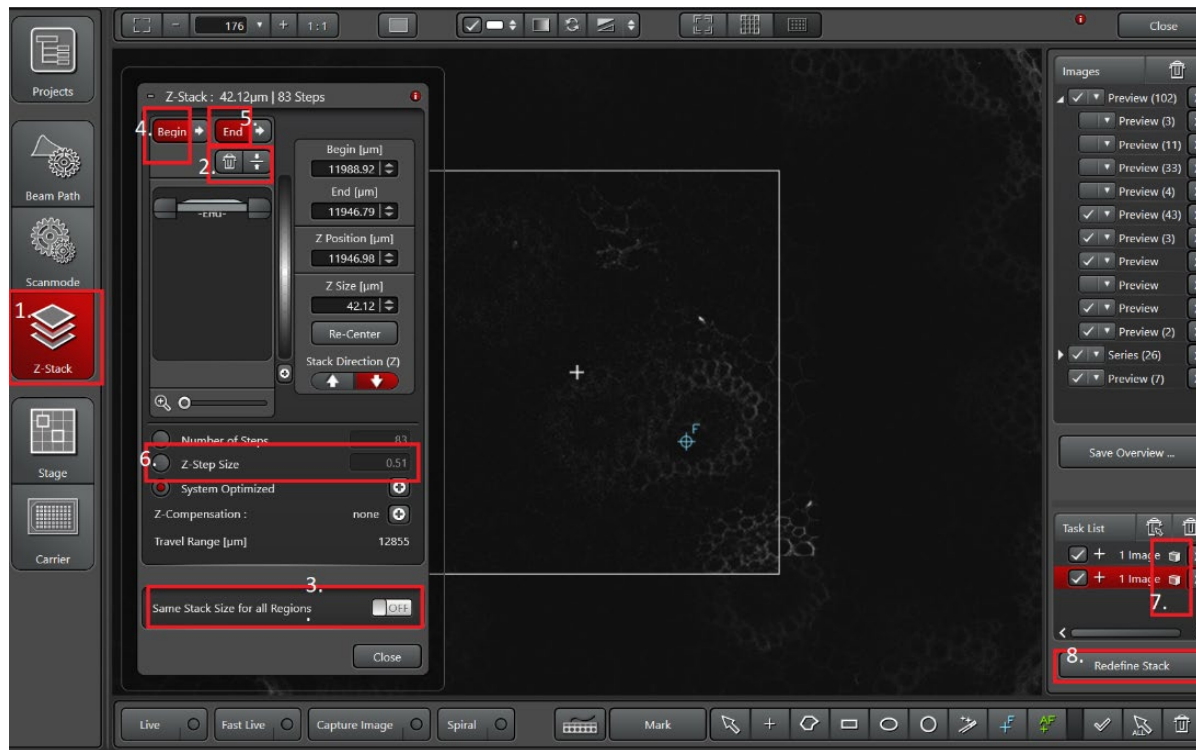 176
1:1
Close
Projects
Beam Path
Scanmode
1.
Z-Stack
Stage
Carrier
Z-Stack : 42.12µm | 83 Steps
4.
Begin
5.
End
2.
-End-
Begin [µm]
11988.92
End [µm]
11946.79
Z Position [µm]
11946.98
Z Size [µm]
42.12
Re-Center
Stack Direction (Z)
Number of Steps 83
6.
Z-Step Size 0.51
System Optimized
Z-Compensation : none
Travel Range [µm] 12855
3.
Same Stack Size for all Regions OFF
Close
F
Images
Preview (102)
Preview (3)
Preview (11)
Preview (33)
Preview (4)
Preview (43)
Preview (3)
Preview
Preview
Preview
Preview (2)
Series (26)
Preview (7)
Save Overview ...
Task List
1 Image
1 Image
7.
8.
Redefine Stack
Live
Fast Live
Capture Image
Spiral
Mark
F
AF
ALL